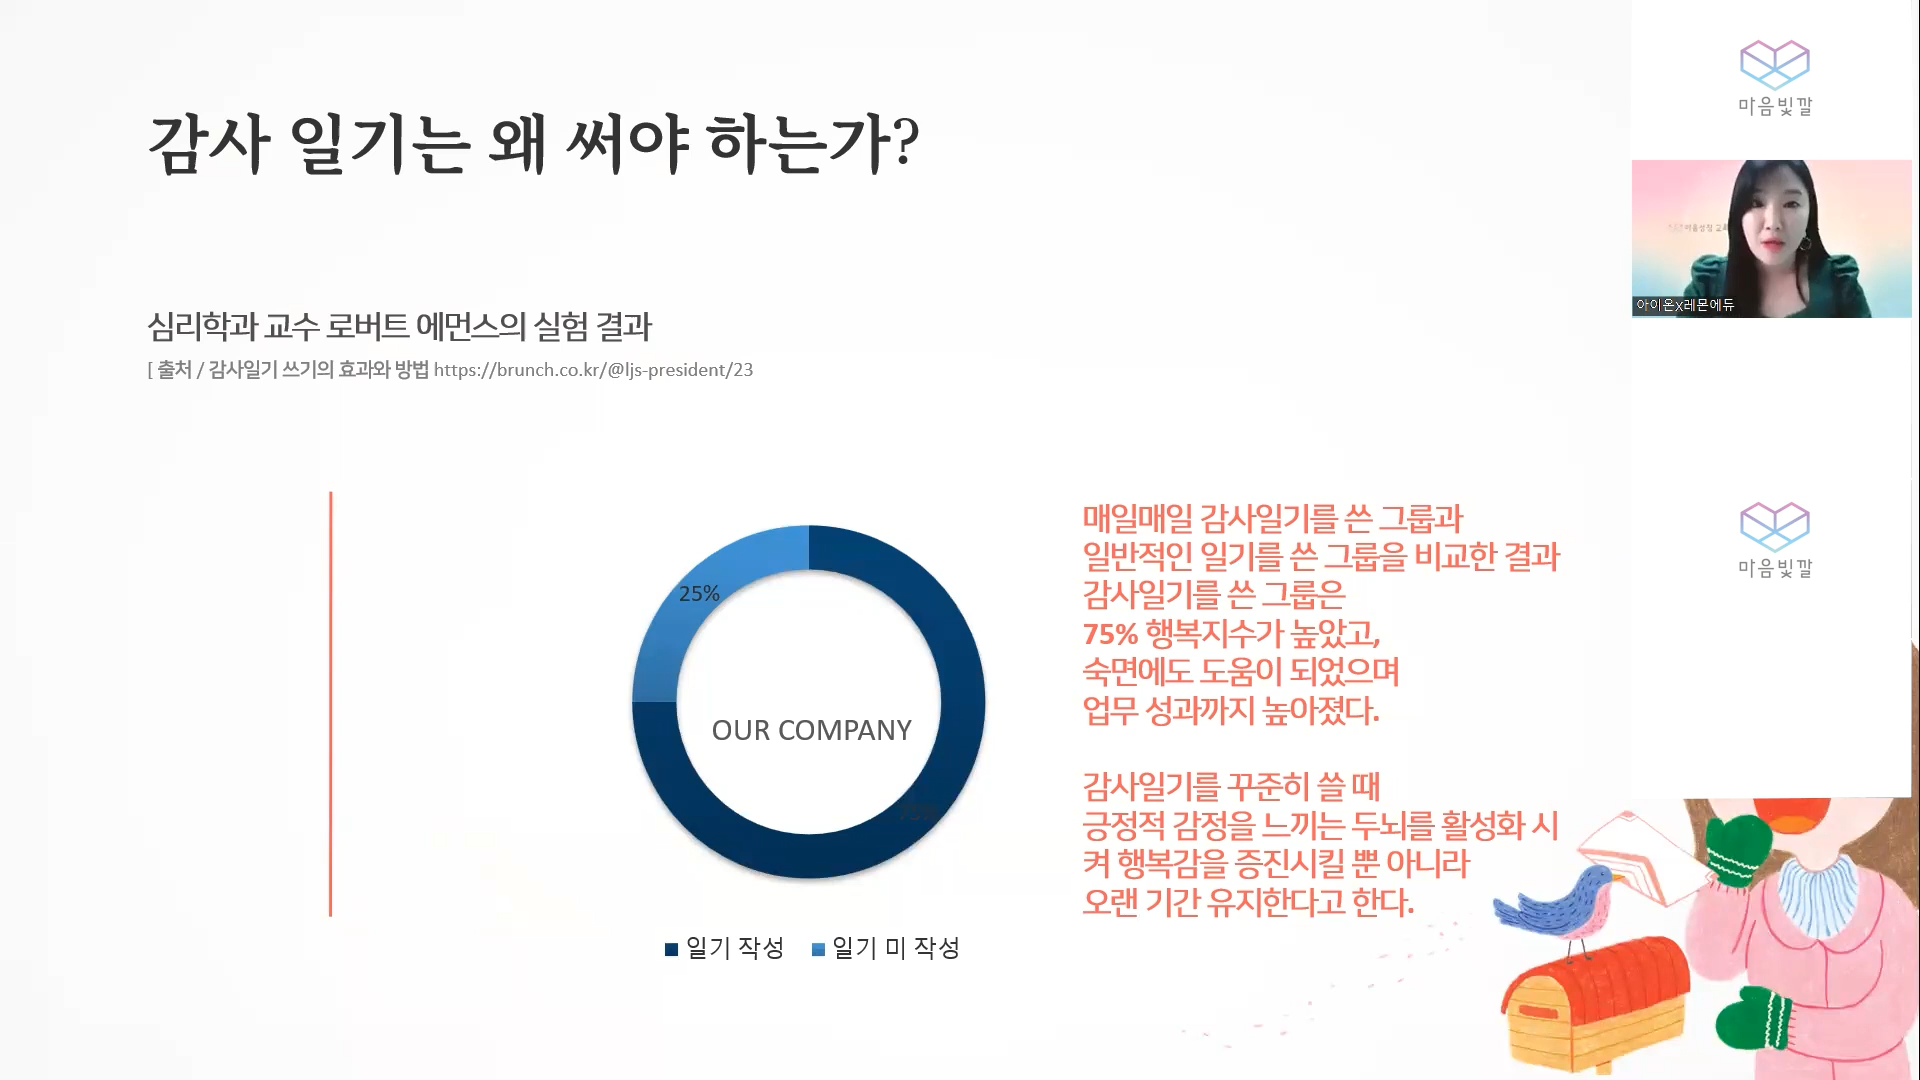 감사 일기는 왜 써야 하는가?
심리학과 교수 로버트 에먼스의 실험 결과
[ 출처 / 감사일기 쓰기의 효과와 방법 https://brunch.co.kr/@ljs-president/23
25%
75%
OUR COMPANY
일기 작성
일기 미 작성
매일매일 감사일기를 쓴 그룹과
일반적인 일기를 쓴 그룹을 비교한 결과
감사일기를 쓴 그룹은
75% 행복지수가 높았고,
숙면에도 도움이 되었으며
업무 성과까지 높아졌다.
감사일기를 꾸준히 쓸 때
긍정적 감정을 느끼는 두뇌를 활성화 시
켜 행복감을 증진시킬 뿐 아니라
오랜 기간 유지한다고 한다.
마음빛깔
아이온x레몬에듀
마음빛깔